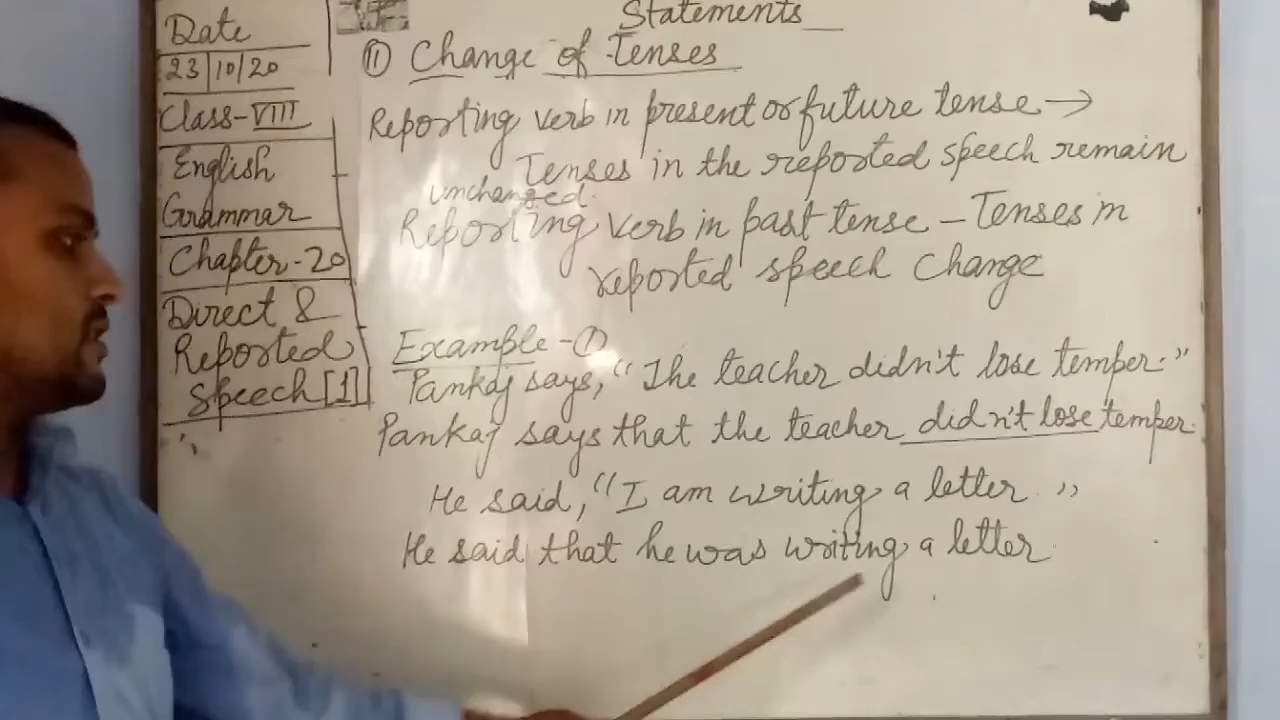 Date
23/10/20
Class-VIII
English
Grammar
Chapter-20
Direct &
Reported
Speech [1]
Statements
① Change of Tenses
Reporting verb in present or future tense →
Tenses in the reported speech remain
unchanged.
Reporting verb in past tense – Tenses in
reported speech change
Example-①
Pankaj says, "The teacher didn't lose temper."
Pankaj says that the teacher didn't lose temper.
He said, "I am writing a letter."
He said that he was writing a letter